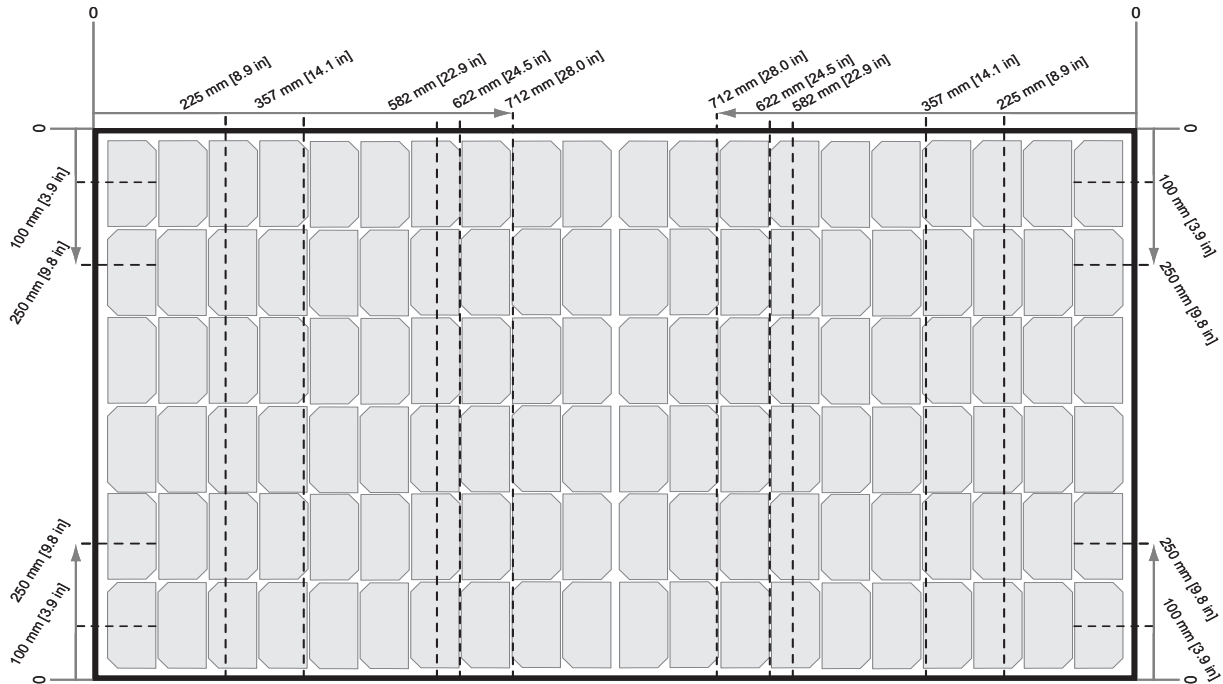 0
0
225 mm [8.9 in]
357 mm [14.1 in]
582 mm [22.9 in]
622 mm [24.5 in]
712 mm [28.0 in]
712 mm [28.0 in]
622 mm [24.5 in]
582 mm [22.9 in]
357 mm [14.1 in]
225 mm [8.9 in]
0
0
100 mm [3.9 in]
100 mm [3.9 in]
250 mm [9.8 in]
250 mm [9.8 in]
250 mm [9.8 in]
250 mm [9.8 in]
100 mm [3.9 in]
100 mm [3.9 in]
0
0